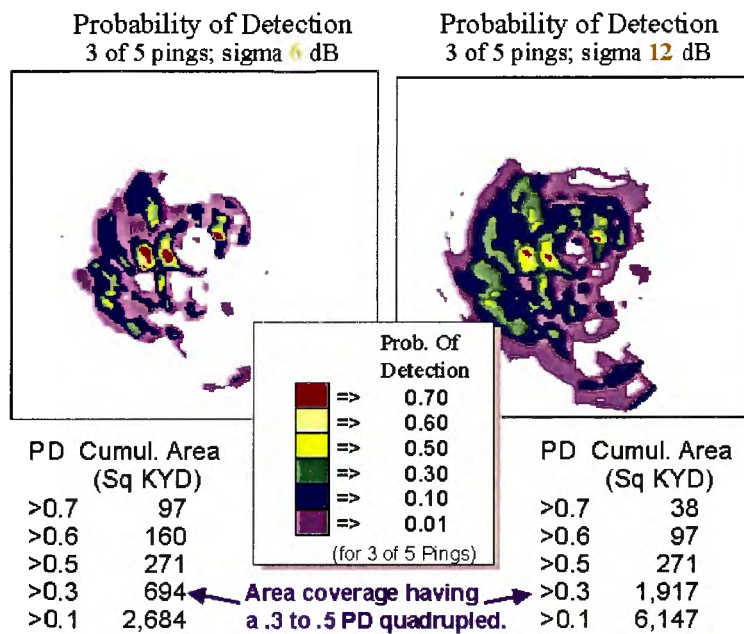 Probability of Detection
3 of 5 pings; sigma 6 dB
Probability of Detection
3 of 5 pings; sigma 12 dB
Prob. Of
Detection
=> 0.70
=> 0.60
=> 0.50
=> 0.30
=> 0.10
=> 0.01
(for 3 of 5 Pings)
PD Cumul. Area
(Sq KYD)
>0.7 97
>0.6 160
>0.5 271
>0.3 694
>0.1 2,684
Area coverage having
a .3 to .5 PD quadrupled.
PD Cumul. Area
(Sq KYD)
>0.7 38
>0.6 97
>0.5 271
>0.3 1,917
>0.1 6,147